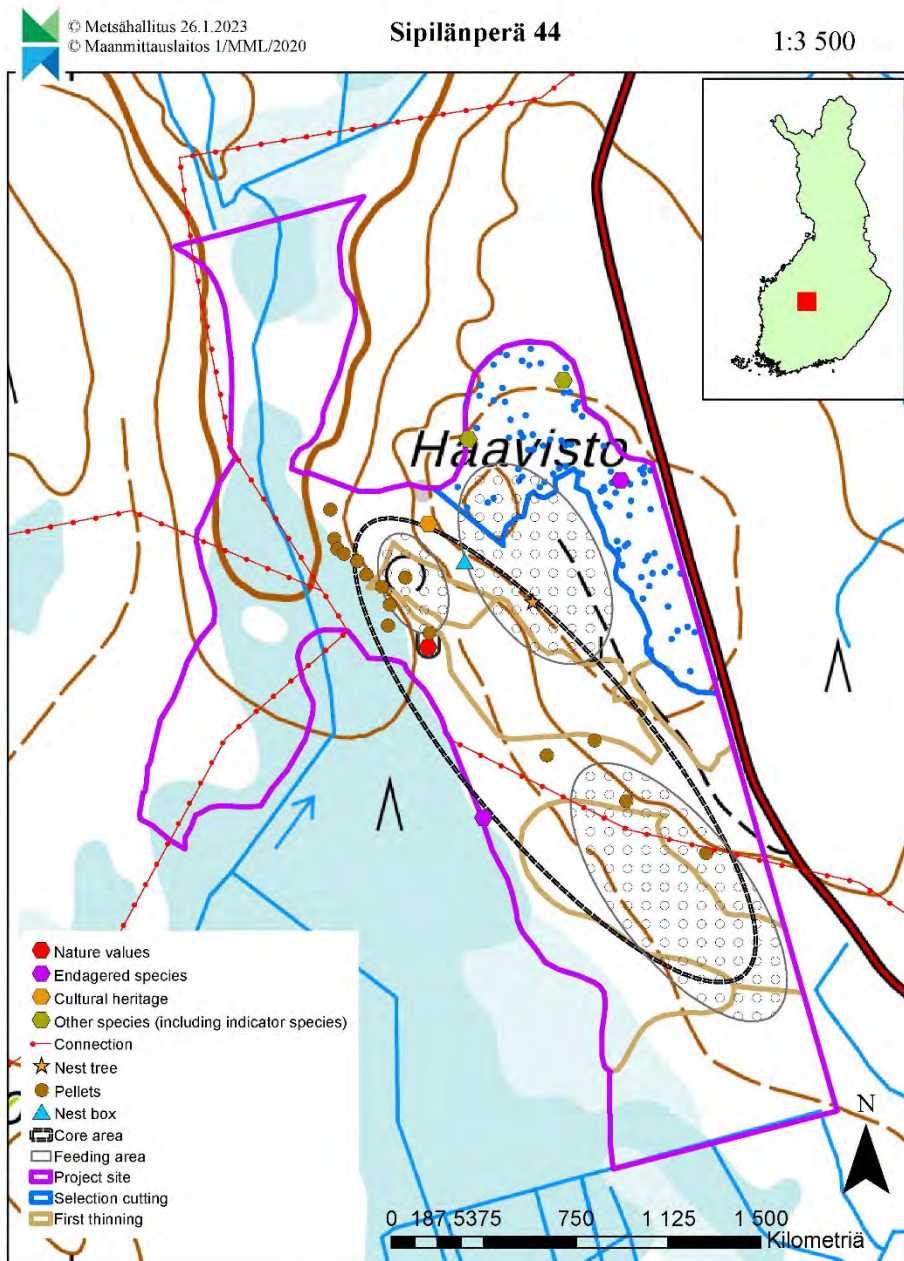 © Metsähallitus 26.1.2023
© Maanmittauslaitos 1/MML/2020
Sipilänperä 44
1:3 500
Haavisto
Nature values
Endagered species
Cultural heritage
Other species (including indicator species)
Connection
Nest tree
Pellets
Nest box
Core area
Feeding area
Project site
Selection cutting
First thinning
N
0 187.5375 750 1 125 1 500
Kilometriä